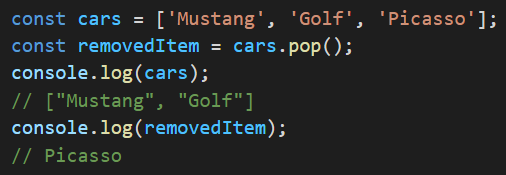 const cars = ['Mustang', 'Golf', 'Picasso'];
const removedItem = cars.pop();
console.log(cars);
// ["Mustang", "Golf"]
console.log(removedItem);
// Picasso